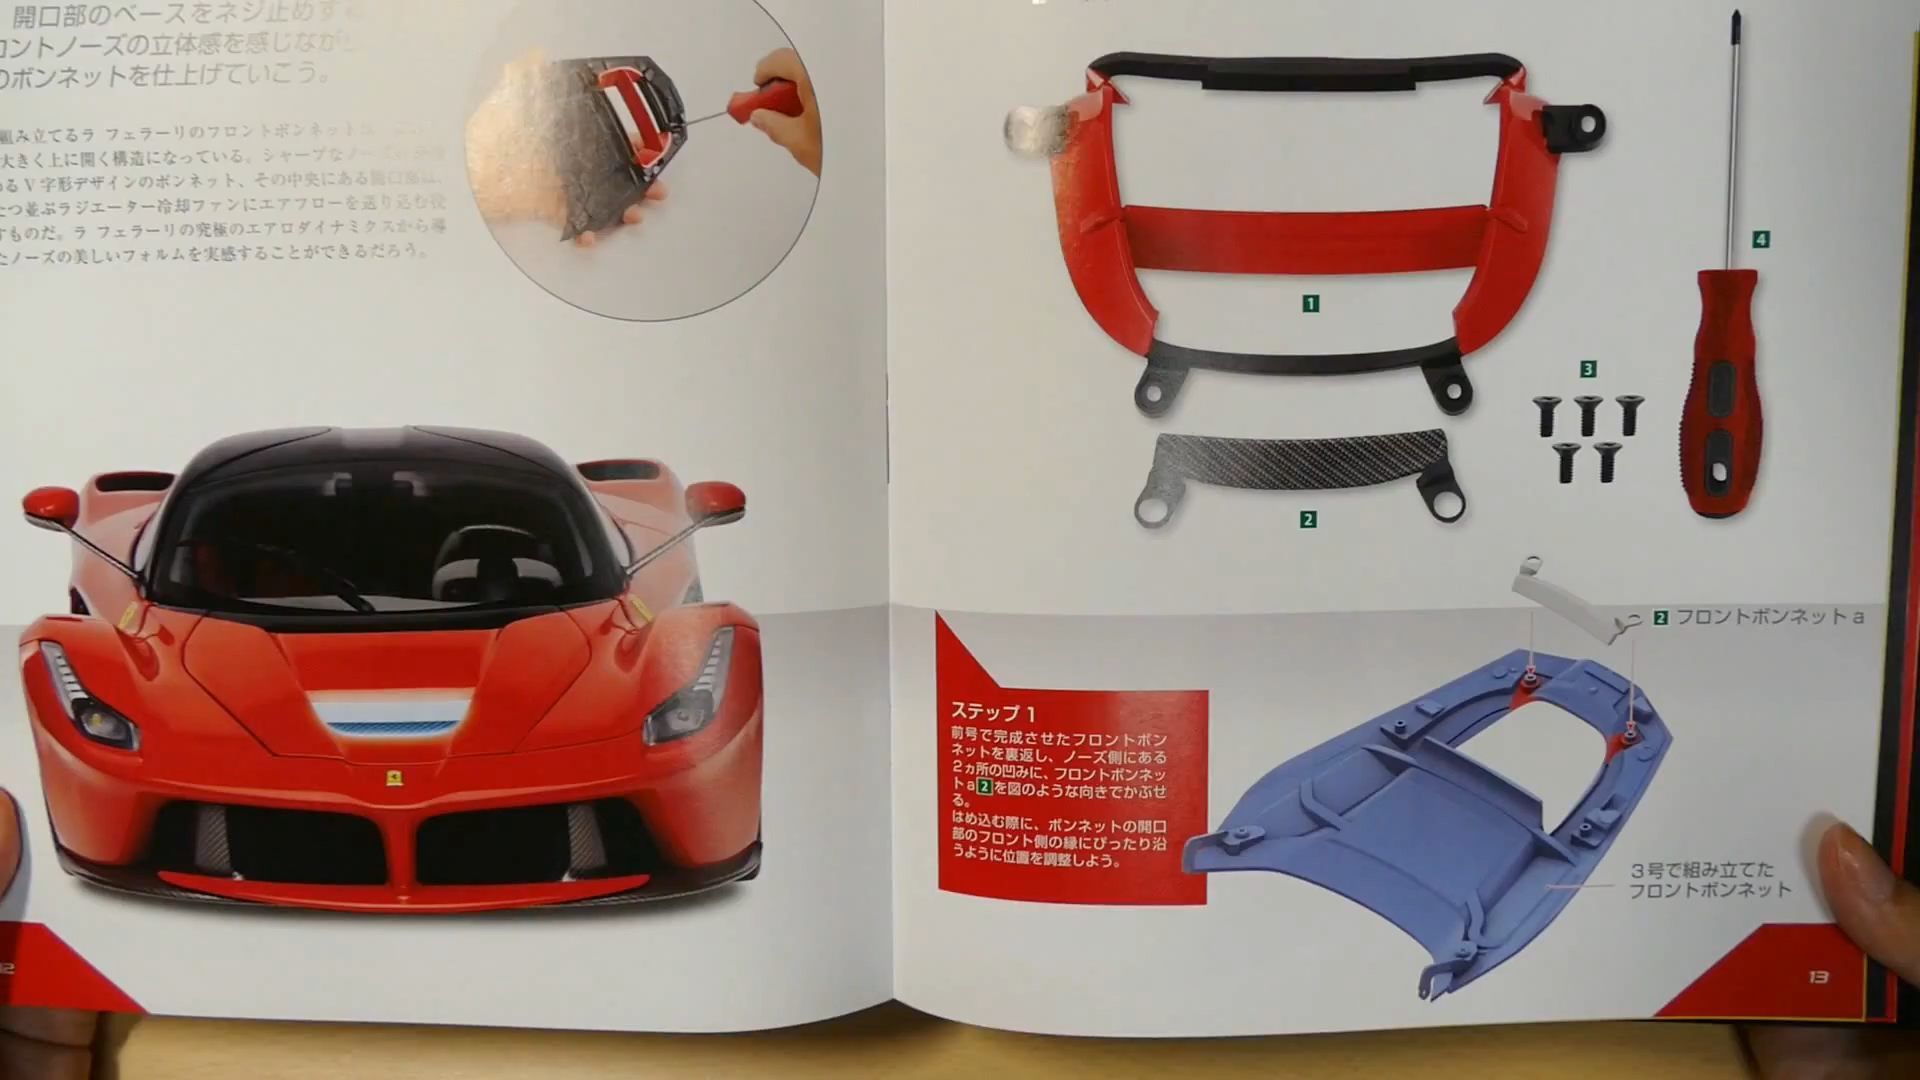 開口部のベースをネジ止めす
ロントノーズの立体感を感じなが
のボンネットを仕上げていこう。
組み立てるラ フェラーリのフロントボンネット
大きく上に開く構造になっている。シャープなノーズ
める V 字形デザインのボンネット、その中央にある開口部は、
たつ並ぶラジエーター冷却ファンにエアフローを送り込む役
すものだ。ラ フェラーリの究極のエアロダイナミクスから導
たノーズの美しいフォルムを実感することができるだろう。
12
1
4
3
2
2 フロントボンネット a
ステップ 1
前号で完成させたフロントボン
ネットを裏返し、ノーズ側にある
2ヵ所の凹みに、フロントボンネッ
トa2を図のような向きでかぶせ
る。
はめ込む際に、ボンネットの開口
部のフロント側の縁にぴったり沿
うように位置を調整しよう。
3号で組み立てた
フロントボンネット
13